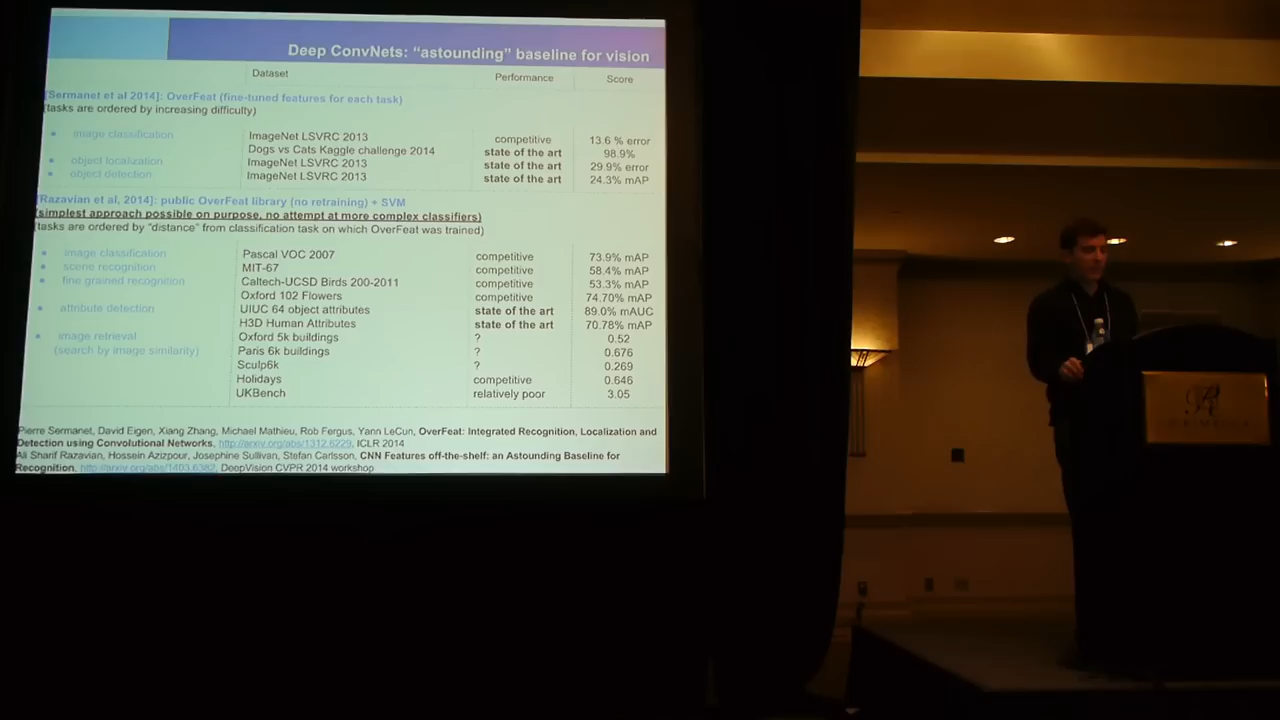 Deep ConvNets: “astounding” baseline for vision
Dataset Performance Score
[Sermanet et al 2014]: OverFeat (fine-tuned features for each task)
(tasks are ordered by increasing difficulty)
● image classification ImageNet LSVRC 2013 competitive 13.6 % error
Dogs vs Cats Kaggle challenge 2014 state of the art 98.9%
● object localization ImageNet LSVRC 2013 state of the art 29.9% error
● object detection ImageNet LSVRC 2013 state of the art 24.3% mAP
[Razavian et al, 2014]: public OverFeat library (no retraining) + SVM
(simplest approach possible on purpose, no attempt at more complex classifiers)
(tasks are ordered by “distance” from classification task on which OverFeat was trained)
● image classification Pascal VOC 2007 competitive 73.9% mAP
● scene recognition MIT-67 competitive 58.4% mAP
● fine grained recognition Caltech-UCSD Birds 200-2011 competitive 53.3% mAP
Oxford 102 Flowers competitive 74.70% mAP
● attribute detection UIUC 64 object attributes state of the art 89.0% mAUC
H3D Human Attributes state of the art 70.78% mAP
● image retrieval Oxford 5k buildings ? 0.52
(search by image similarity) Paris 6k buildings ? 0.676
Sculp6k ? 0.269
Holidays competitive 0.646
UKBench relatively poor 3.05
Pierre Sermanet, David Eigen, Xiang Zhang, Michael Mathieu, Rob Fergus, Yann LeCun, OverFeat: Integrated Recognition, Localization and
Detection using Convolutional Networks, http://arxiv.org/abs/1312.6229, ICLR 2014
Ali Sharif Razavian, Hossein Azizpour, Josephine Sullivan, Stefan Carlsson, CNN Features off-the-shelf: an Astounding Baseline for
Recognition, http://arxiv.org/abs/1403.6382, DeepVision CVPR 2014 workshop